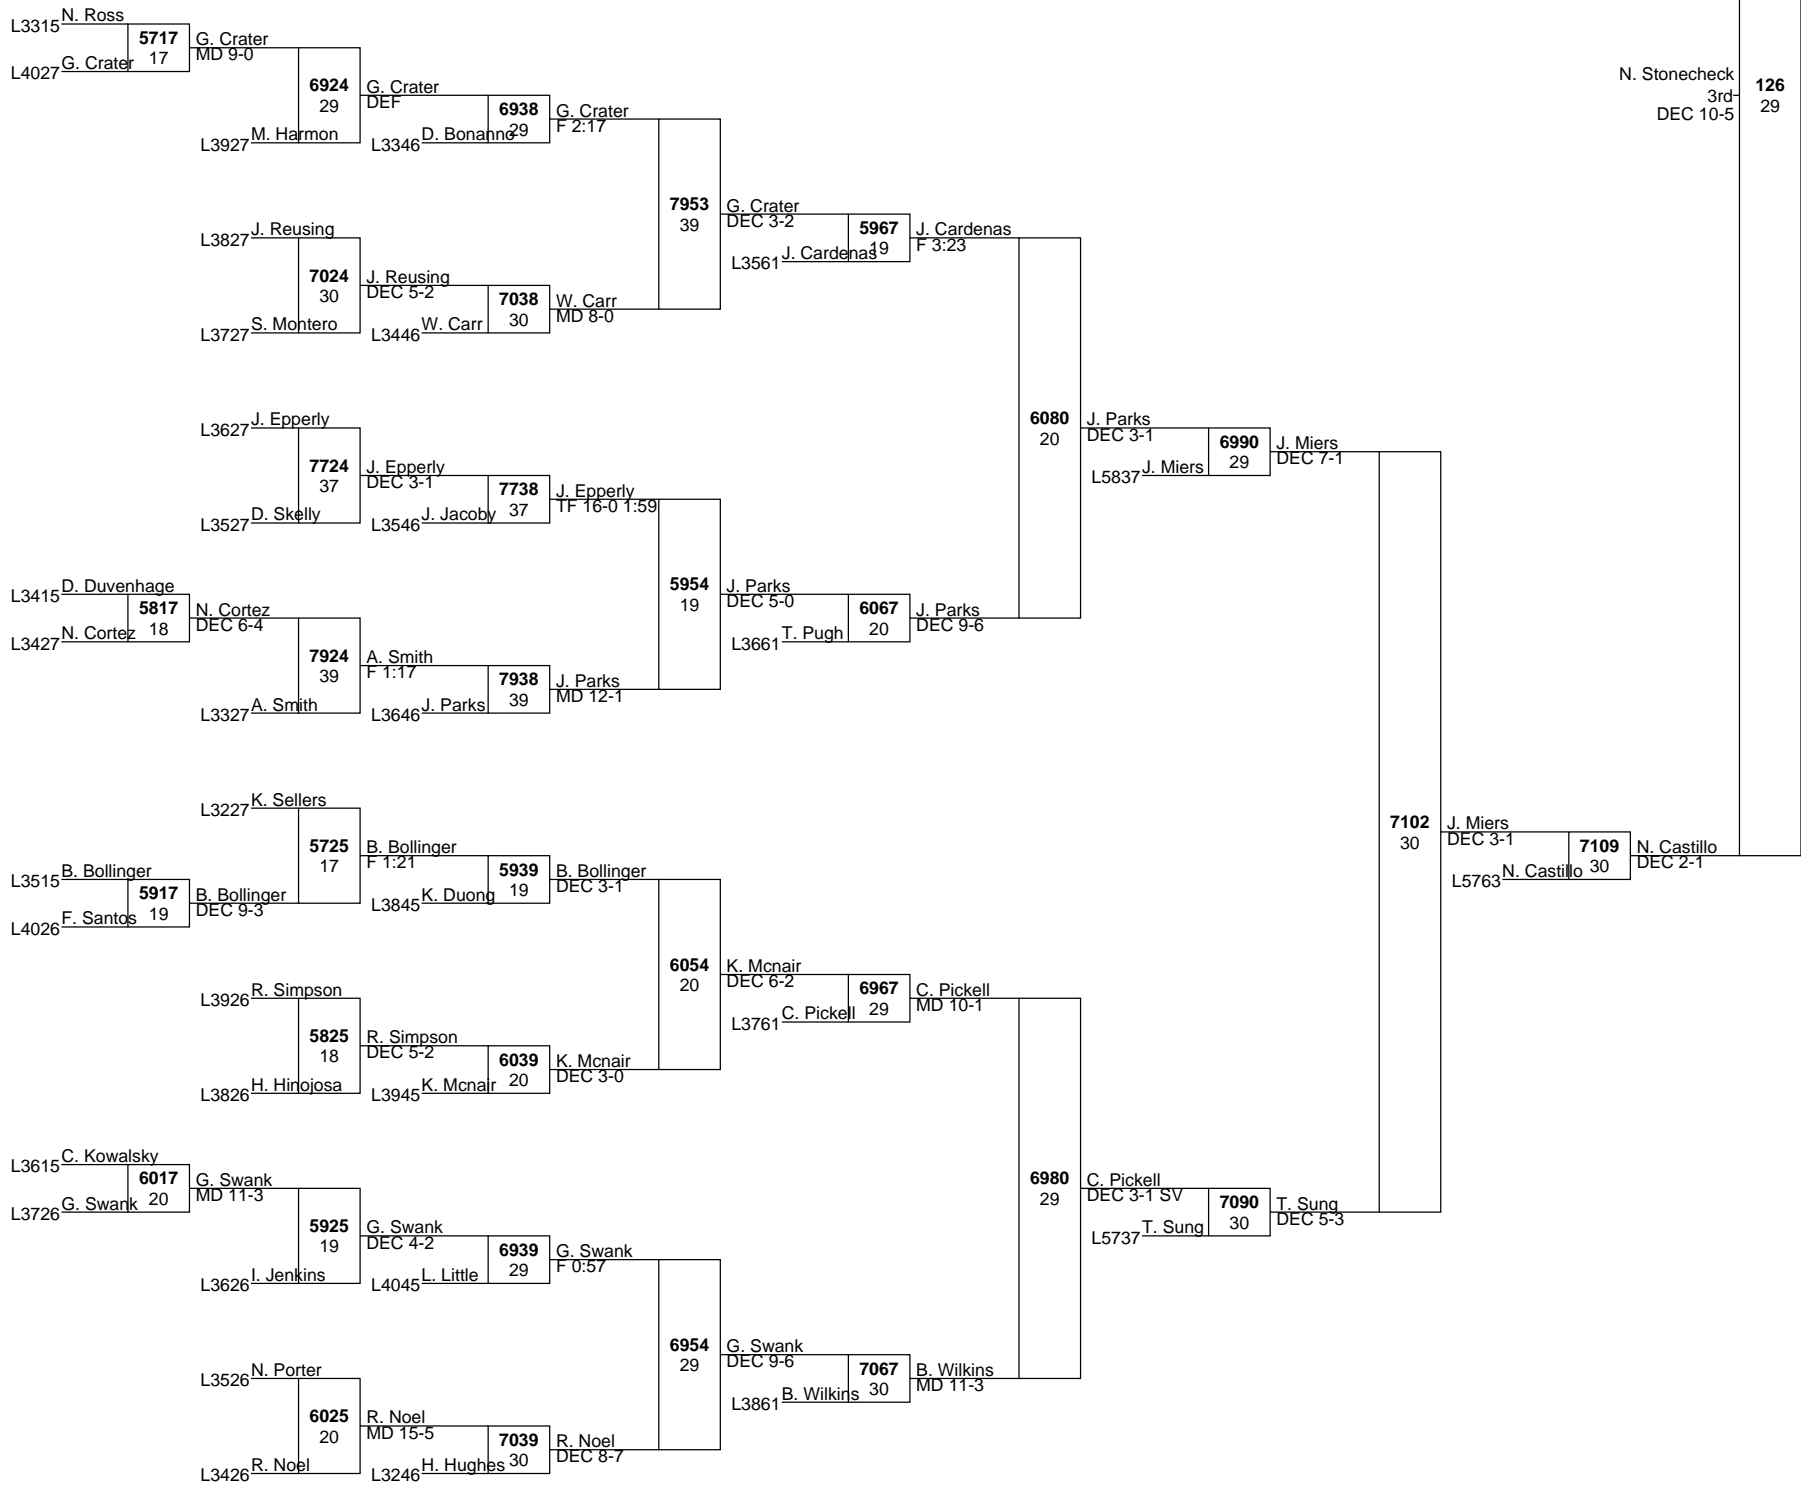 L3315 N. Ross
5717
17
L4027 G. Crater
G. Crater
MD 9-0
6924
29
L3927 M. Harmon
G. Crater
DEF
6938
29
L3346 D. Bonanno
G. Crater
F 2:17
L3827 J. Reusing
7024
30
L3727 S. Montero
J. Reusing
DEC 5-2
7038
30
L3446 W. Carr
W. Carr
MD 8-0
7953
39
G. Crater
DEC 3-2
5967
19
L3561 J. Cardenas
J. Cardenas
F 3:23
L3627 J. Epperly
7724
37
L3527 D. Skelly
J. Epperly
DEC 3-1
7738
37
L3546 J. Jacoby
J. Epperly
TF 16-0 1:59
L3415 D. Duvenhage
5817
18
L3427 N. Cortez
N. Cortez
DEC 6-4
7924
39
L3327 A. Smith
A. Smith
F 1:17
7938
39
L3646 J. Parks
J. Parks
MD 12-1
5954
19
J. Parks
DEC 5-0
6067
20
L3661 T. Pugh
J. Parks
DEC 9-6
6080
20
J. Parks
DEC 3-1
6990
29
L5837 J. Miers
J. Miers
DEC 7-1
L3227 K. Sellers
5725
17
L3515 B. Bollinger
5917
19
L4026 F. Santos
B. Bollinger
DEC 9-3
B. Bollinger
F 1:21
5939
19
L3845 K. Duong
B. Bollinger
DEC 3-1
L3926 R. Simpson
5825
18
L3826 H. Hinojosa
R. Simpson
DEC 5-2
6039
20
L3945 K. Mcnair
K. Mcnair
DEC 3-0
6054
20
K. Mcnair
DEC 6-2
6967
29
L3761 C. Pickell
C. Pickell
MD 10-1
L3615 C. Kowalsky
6017
20
L3726 G. Swank
G. Swank
MD 11-3
5925
19
L3626 I. Jenkins
G. Swank
DEC 4-2
6939
29
L4045 L. Little
G. Swank
F 0:57
L3526 N. Porter
6025
20
L3426 R. Noel
R. Noel
MD 15-5
7039
30
L3246 H. Hughes
R. Noel
DEC 8-7
6954
29
G. Swank
DEC 9-6
7067
30
L3861 B. Wilkins
B. Wilkins
MD 11-3
6980
29
C. Pickell
DEC 3-1 SV
7090
30
L5737 T. Sung
T. Sung
DEC 5-3
7102
30
J. Miers
DEC 3-1
7109
30
L5763 N. Castillo
N. Castillo
DEC 2-1
N. Stonecheck
3rd
DEC 10-5
126
29